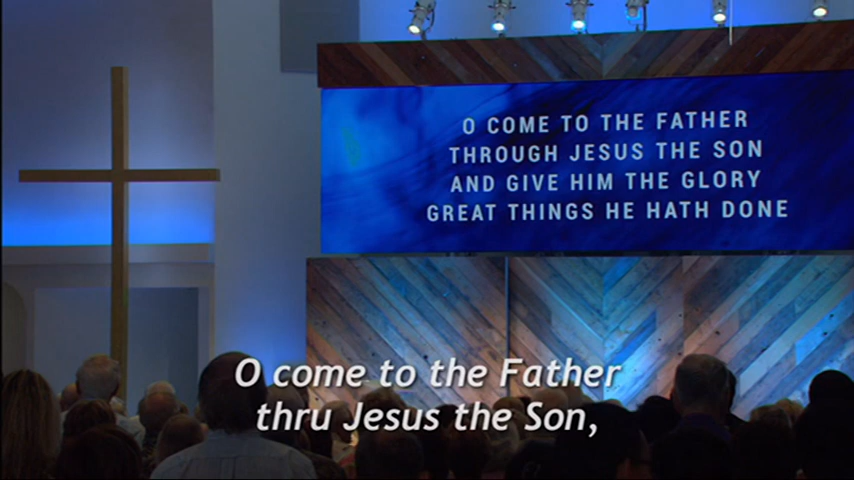 O COME TO THE FATHER
THROUGH JESUS THE SON
AND GIVE HIM THE GLORY
GREAT THINGS HE HATH DONE
O come to the Father
thru Jesus the Son,